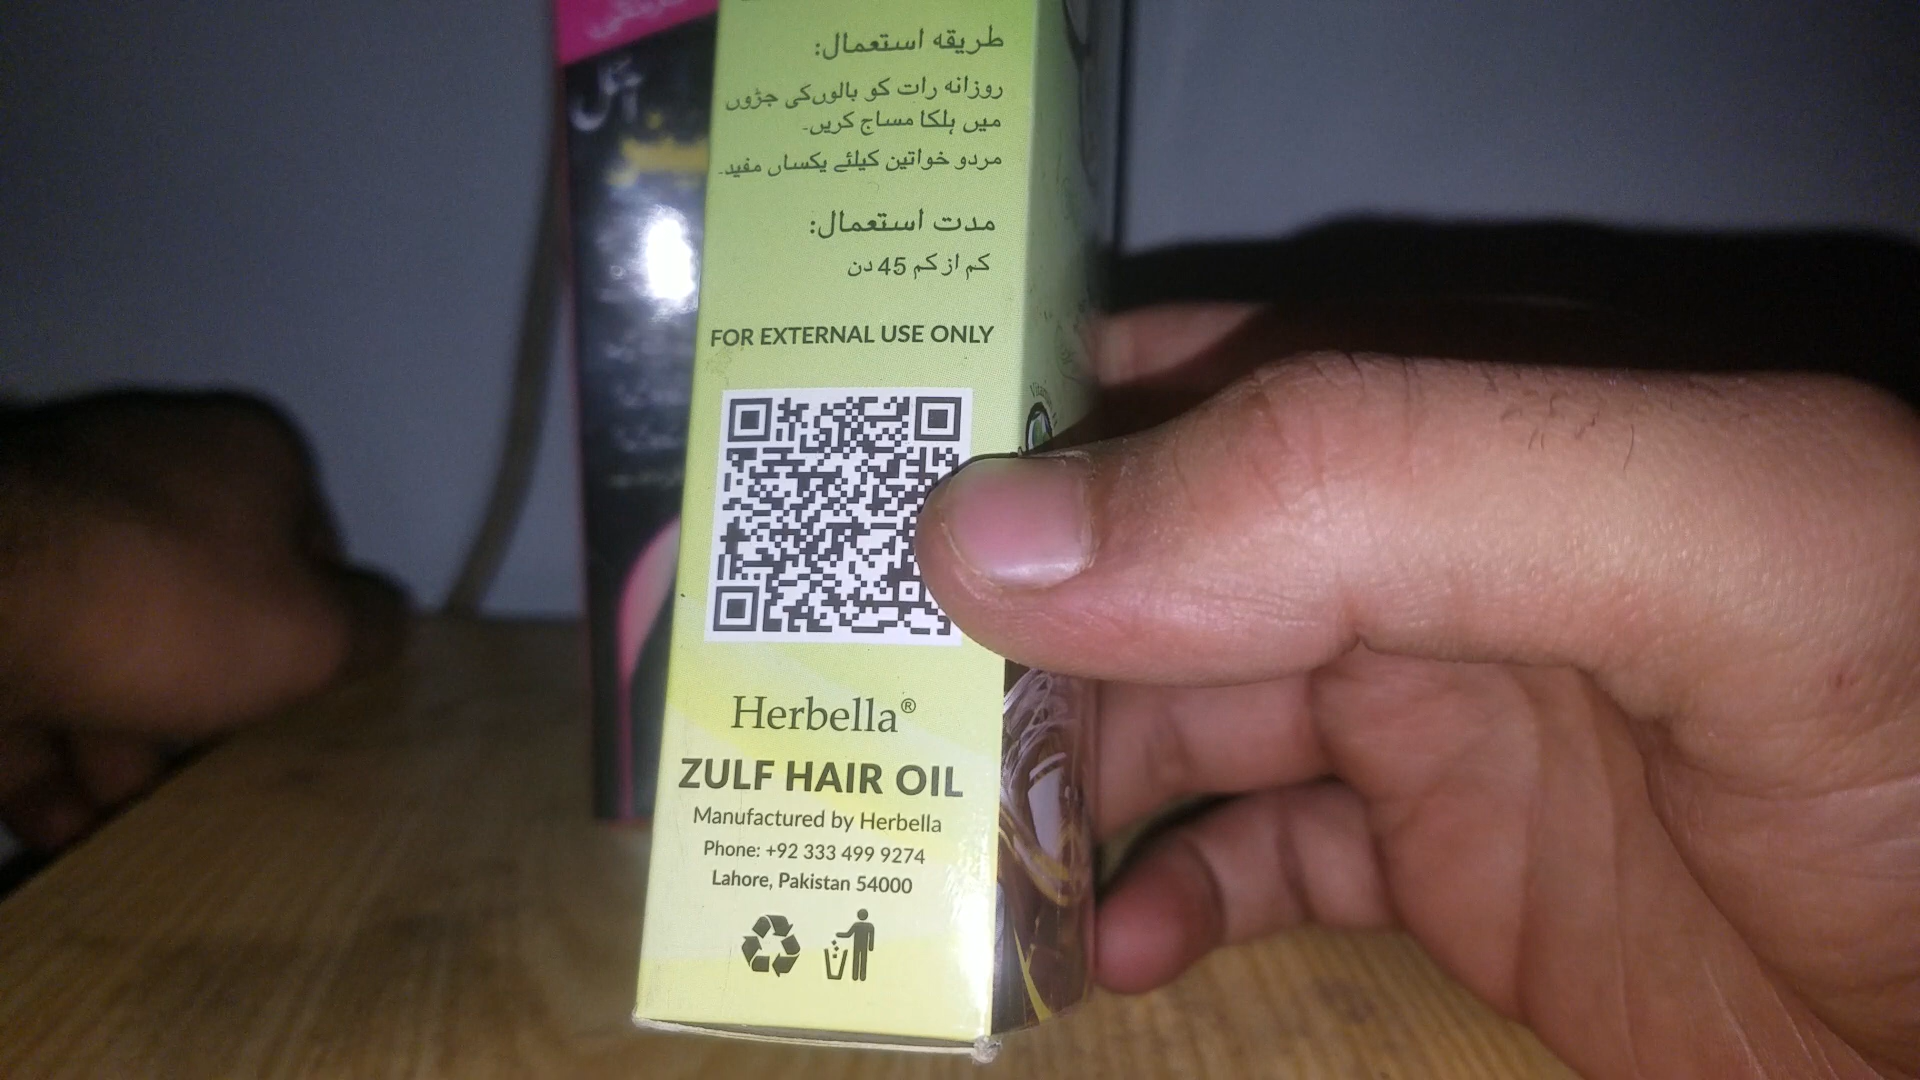 طریقہ استعمال:
روزانہ رات کو بالوں کی جڑوں
میں ہلکا مساج کریں۔
مردو خواتین کیلئے یکساں مفید۔
مدت استعمال:
کم از کم 45 دن
FOR EXTERNAL USE ONLY
Herbella®
ZULF HAIR OIL
Manufactured by Herbella
Phone: +92 333 499 9274
Lahore, Pakistan 54000